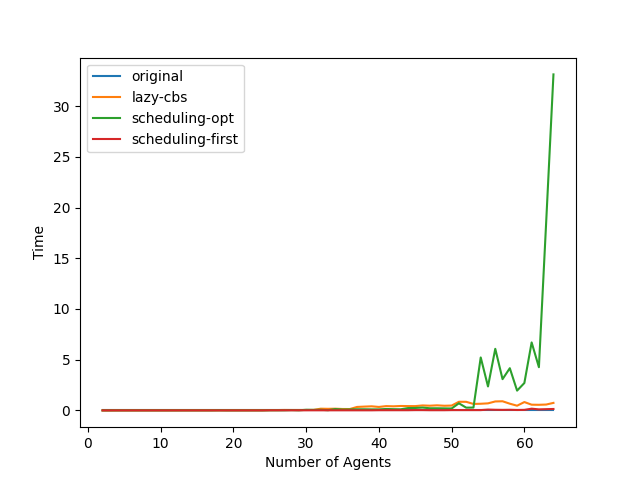 original
lazy-cbs
scheduling-opt
scheduling-first
30
25
20
15
10
5
0
Time
0 10 20 30 40 50 60
Number of Agents